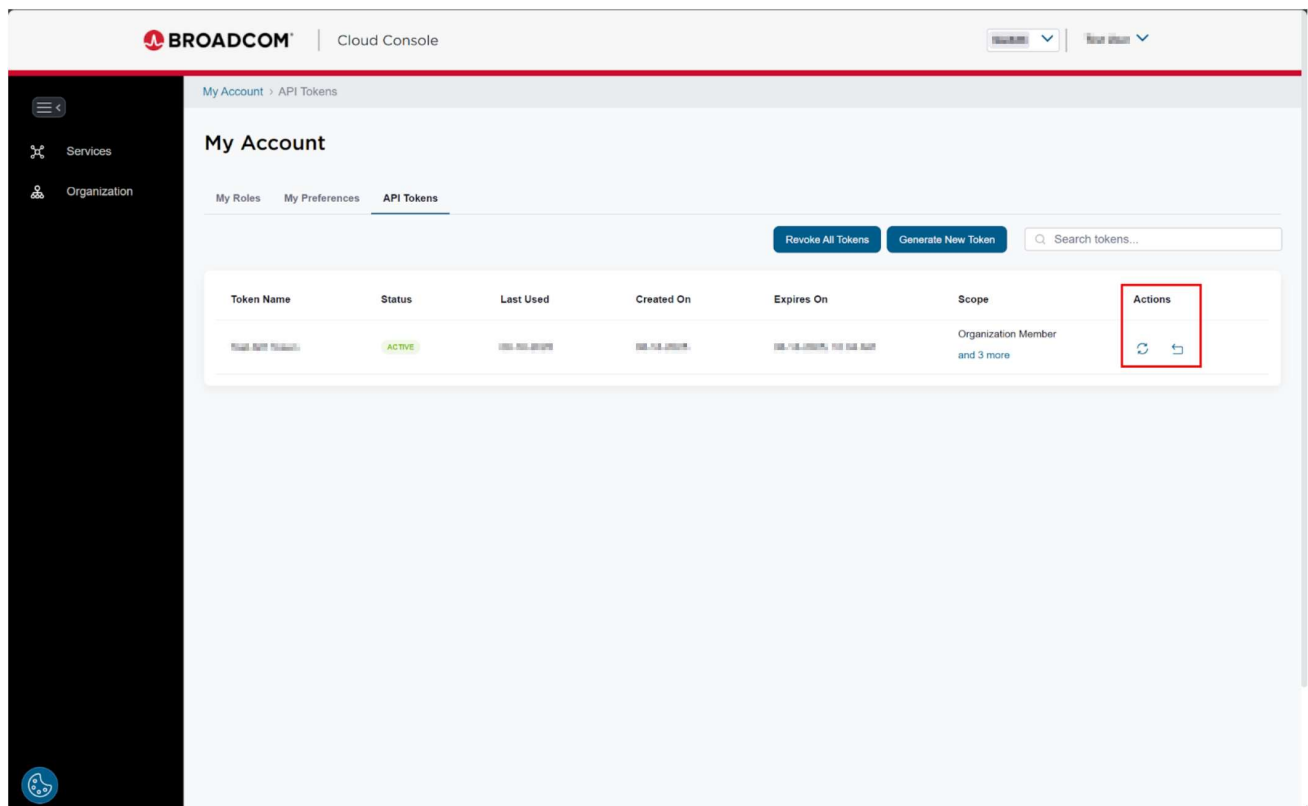 BROADCOM Cloud Console
My Account > API Tokens
Services
Organization
My Account
My Roles My Preferences API Tokens
Revoke All Tokens Generate New Token Search tokens...
Token Name Status Last Used Created On Expires On Scope Actions
ACTIVE Organization Member
and 3 more